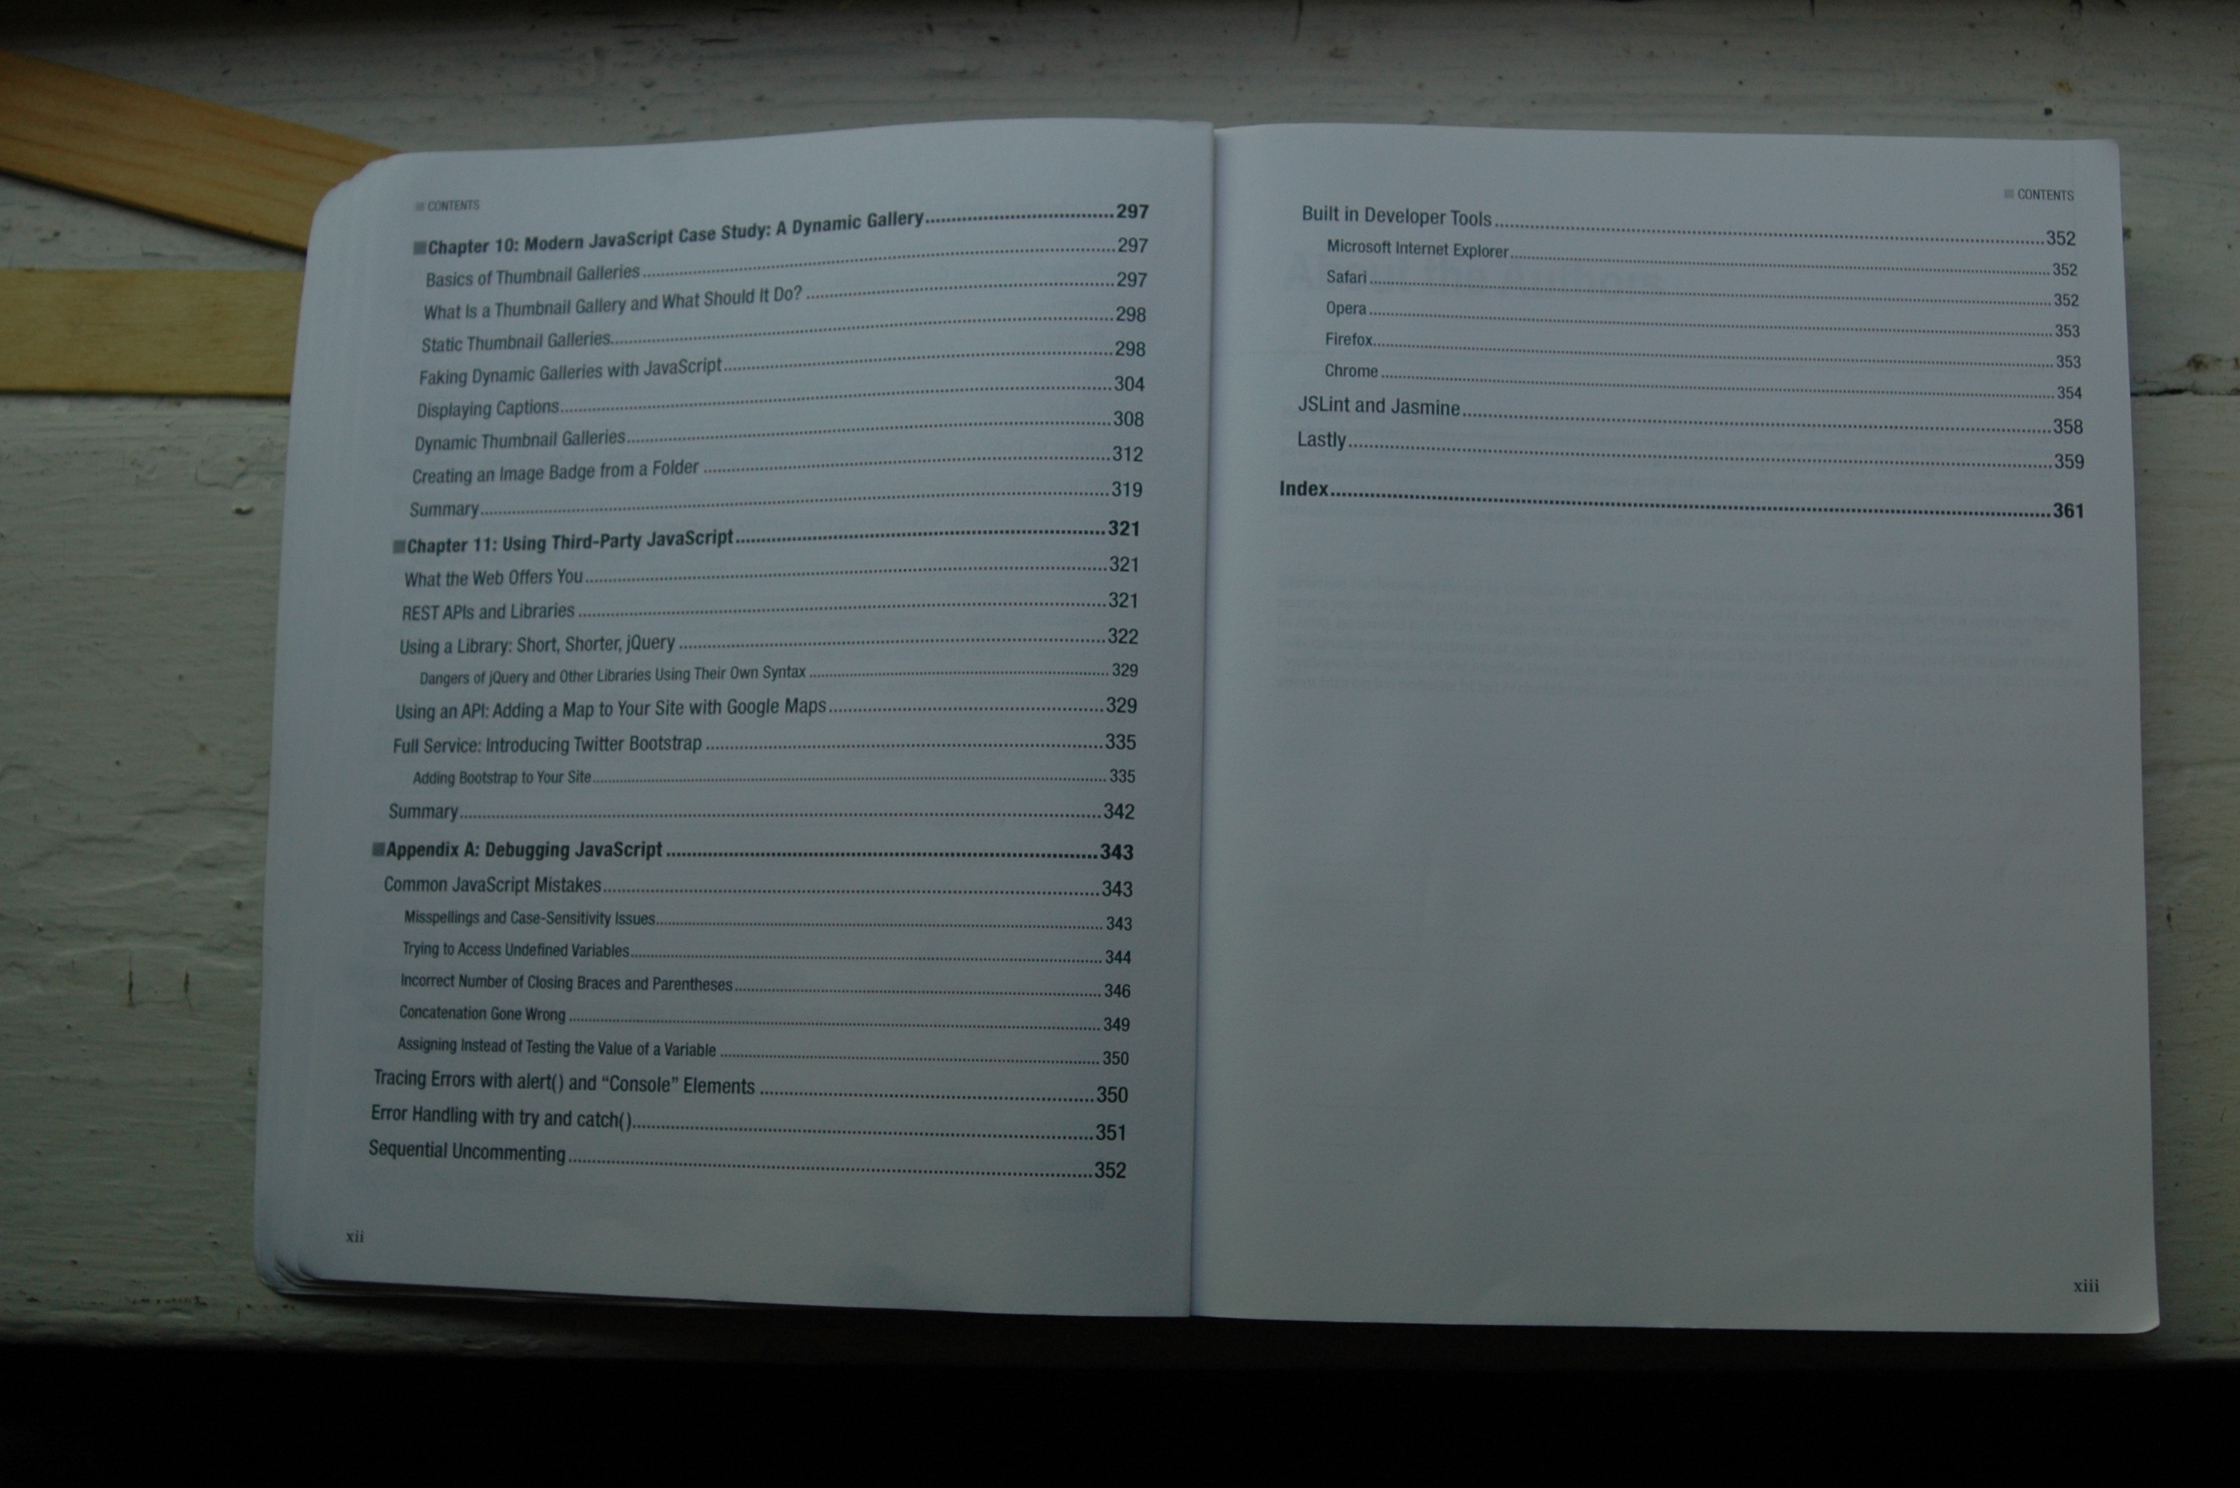 CONTENTS
Chapter 10: Modern JavaScript Case Study: A Dynamic Gallery....297
Basics of Thumbnail Galleries....297
What Is a Thumbnail Gallery and What Should It Do?....297
Static Thumbnail Galleries....298
Faking Dynamic Galleries with JavaScript....298
Displaying Captions....304
Dynamic Thumbnail Galleries....308
Creating an Image Badge from a Folder....312
Summary....319
Chapter 11: Using Third-Party JavaScript....321
What the Web Offers You....321
REST APIs and Libraries....321
Using a Library: Short, Shorter, jQuery....322
Dangers of jQuery and Other Libraries Using Their Own Syntax....329
Using an API: Adding a Map to Your Site with Google Maps....329
Full Service: Introducing Twitter Bootstrap....335
Adding Bootstrap to Your Site....335
Summary....342
Appendix A: Debugging JavaScript....343
Common JavaScript Mistakes....343
Misspellings and Case-Sensitivity Issues....343
Trying to Access Undefined Variables....344
Incorrect Number of Closing Braces and Parentheses....346
Concatenation Gone Wrong....349
Assigning Instead of Testing the Value of a Variable....350
Tracing Errors with alert() and “Console” Elements....350
Error Handling with try and catch()....351
Sequential Uncommenting....352
xii
CONTENTS
Built in Developer Tools....352
Microsoft Internet Explorer....352
Safari....352
Opera....353
Firefox....353
Chrome....354
JSLint and Jasmine....358
Lastly....359
Index....361
xiii